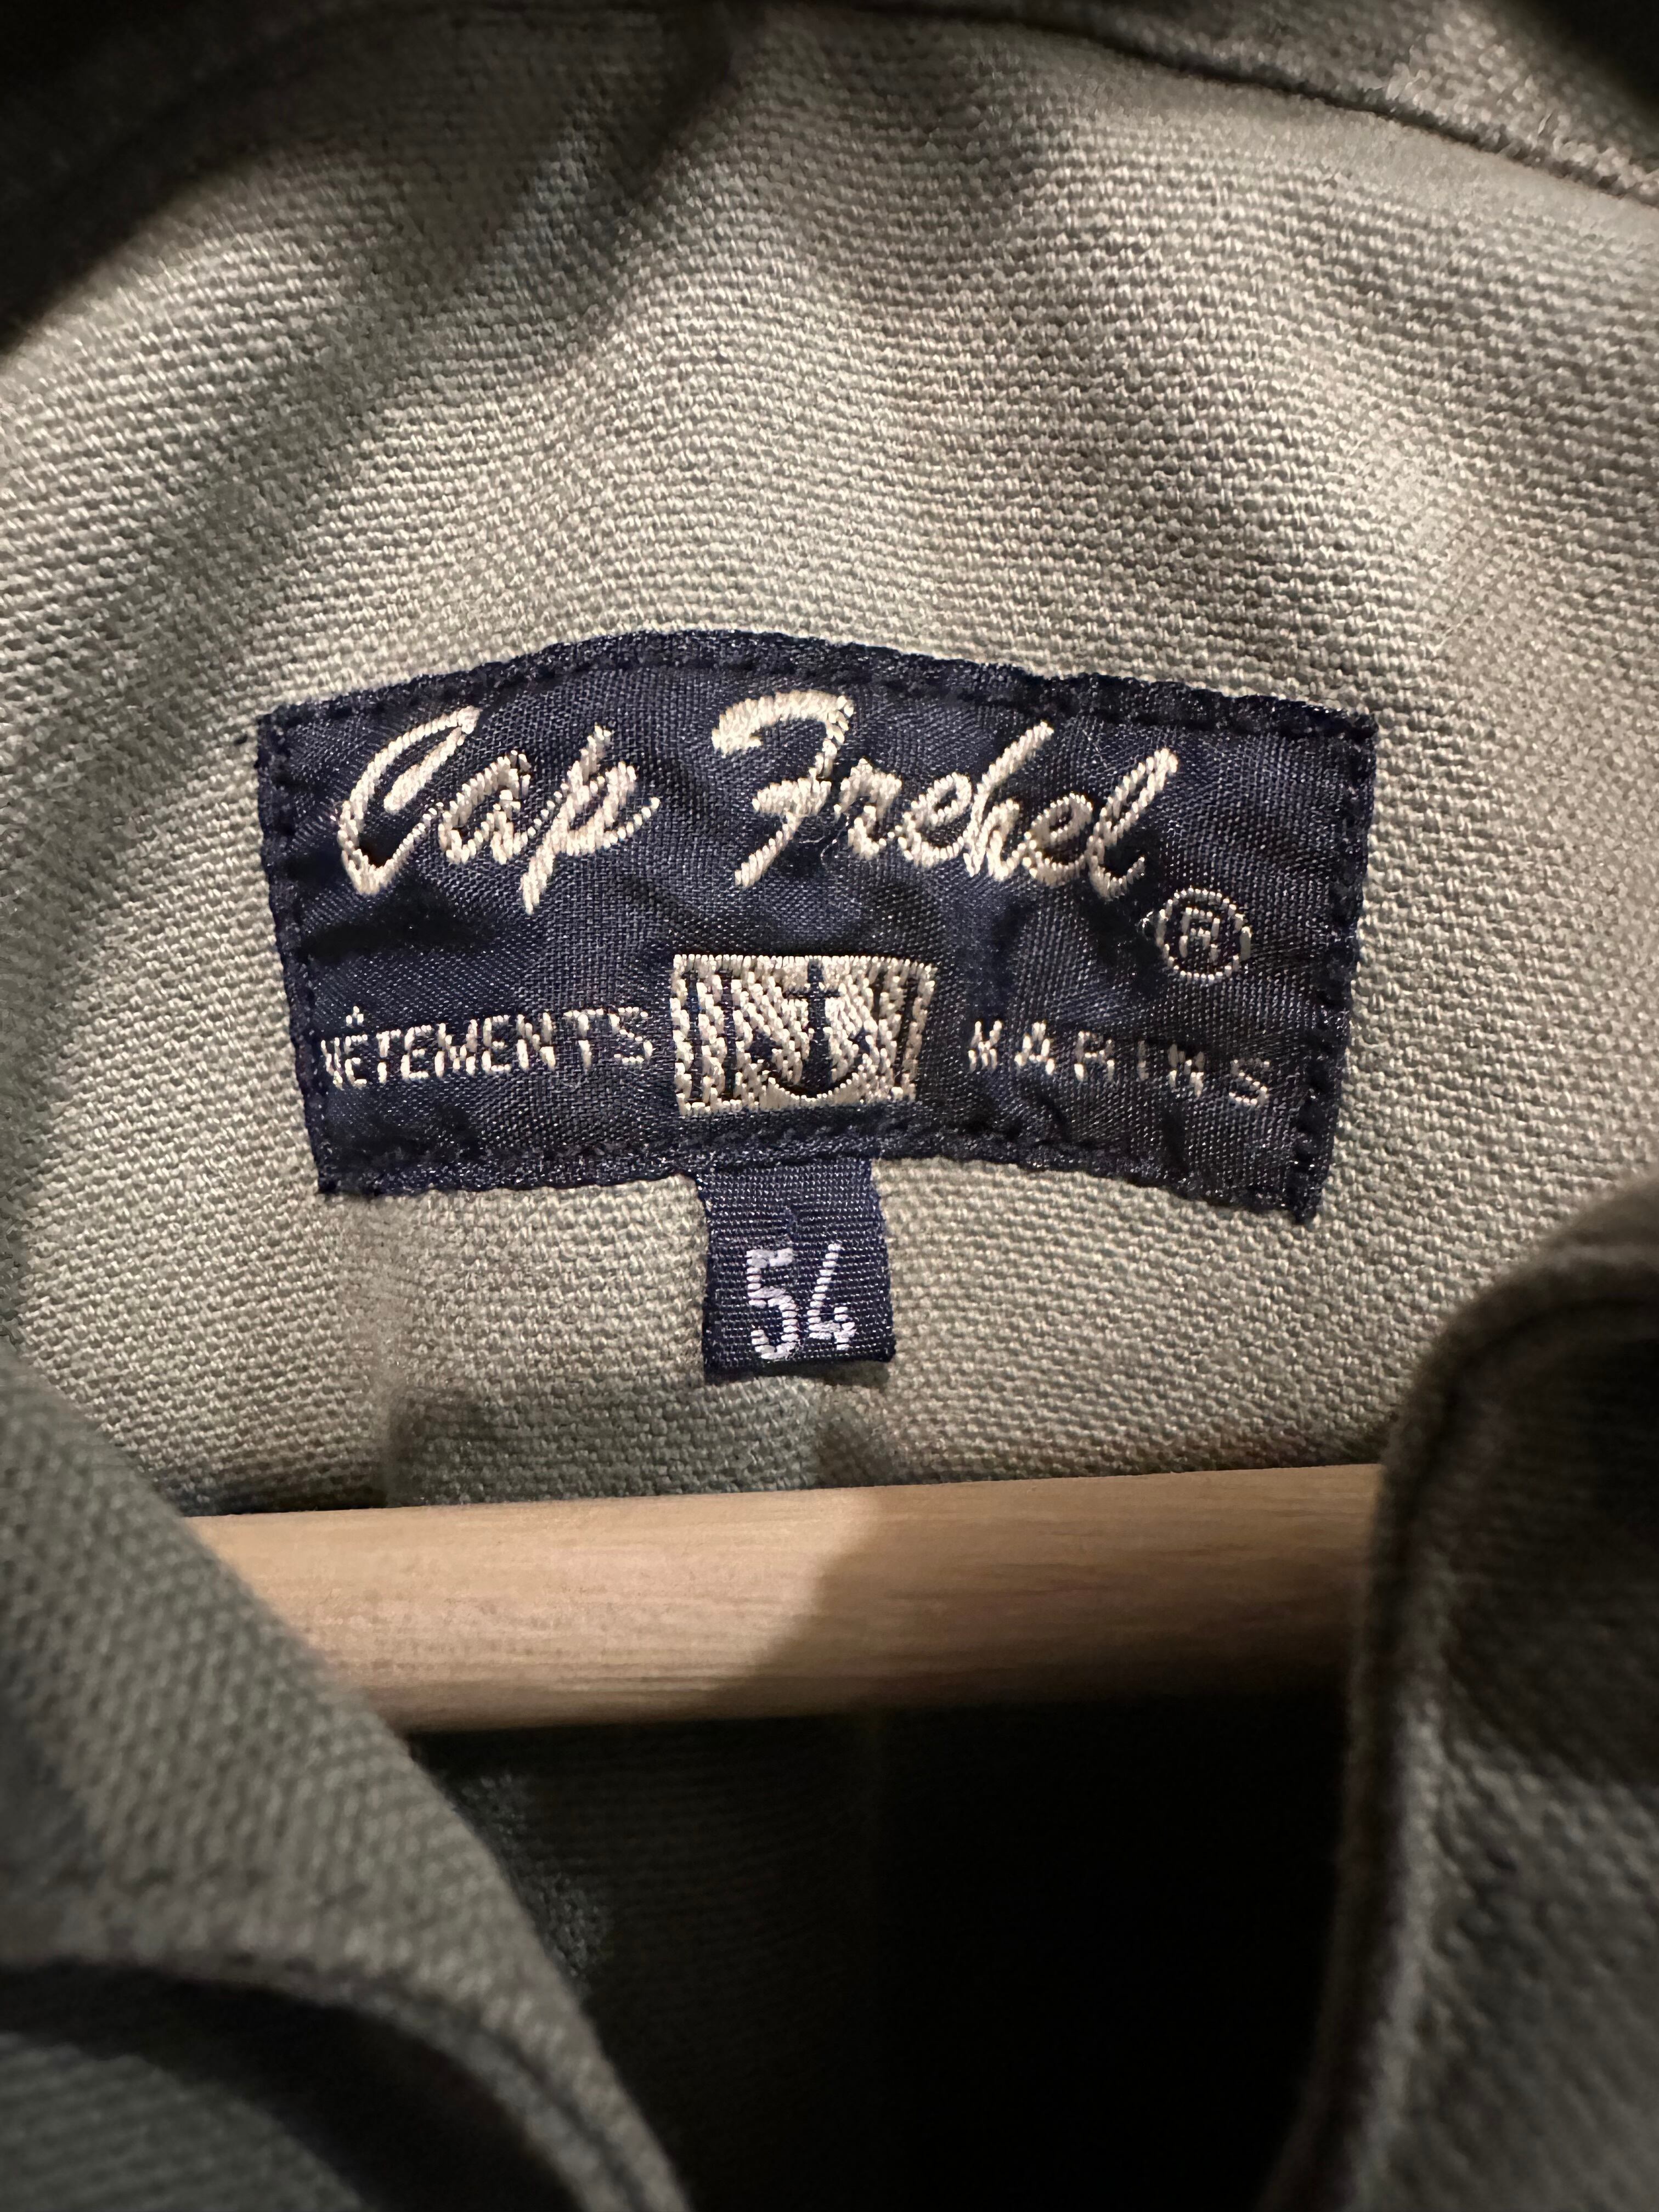 Cap Frehel ®
VÊTEMENTS MARINS
54